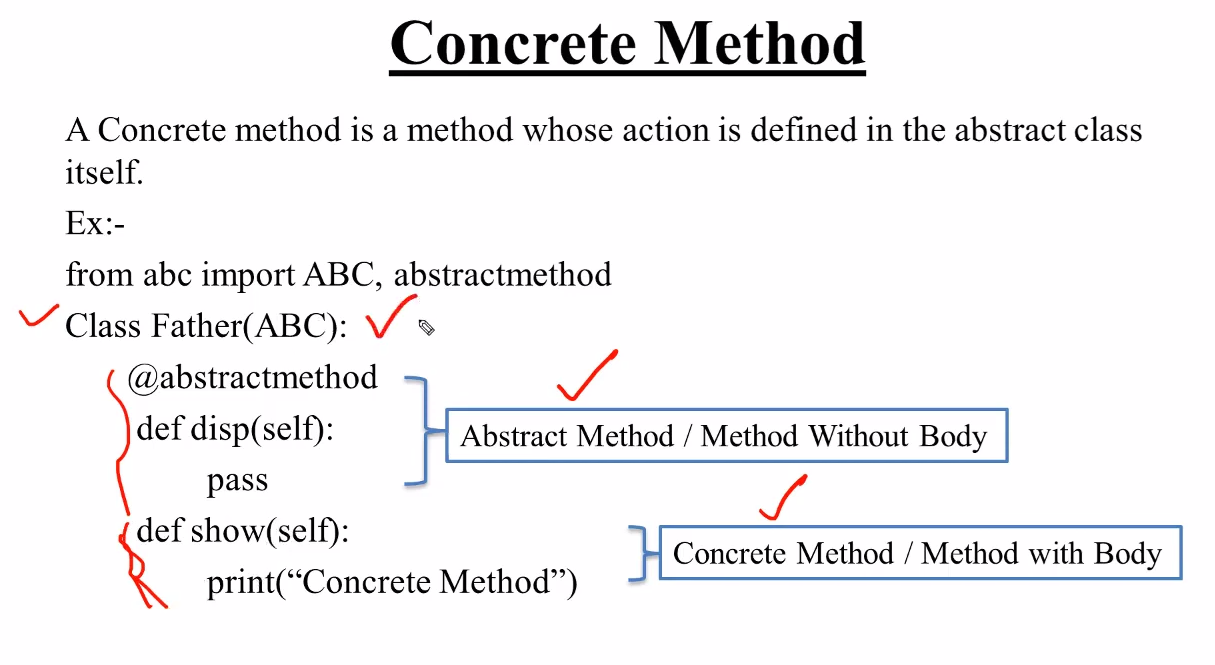 Concrete Method
A Concrete method is a method whose action is defined in the abstract class
itself.
Ex:-
from abc import ABC, abstractmethod
Class Father(ABC):
@abstractmethod
def disp(self):
Abstract Method / Method Without Body
pass
def show(self):
Concrete Method / Method with Body
print(“Concrete Method”)